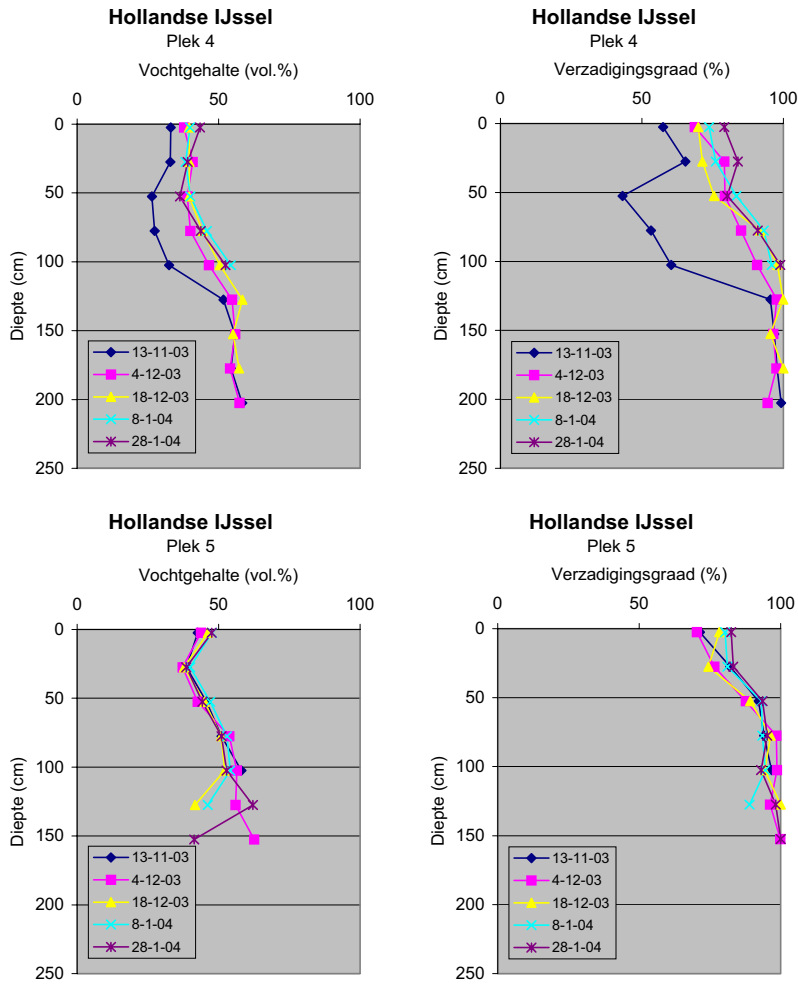 Hollandse IJssel
Plek 4
Vochtgehalte (vol.%)
0 50 100
0
50
100
150
200
250
Diepte (cm)
13-11-03
4-12-03
18-12-03
8-1-04
28-1-04
Hollandse IJssel
Plek 4
Verzadigingsgraad (%)
0 50 100
0
50
100
150
200
250
Diepte (cm)
13-11-03
4-12-03
18-12-03
8-1-04
28-1-04
Hollandse IJssel
Plek 5
Vochtgehalte (vol.%)
0 50 100
0
50
100
150
200
250
Diepte (cm)
13-11-03
4-12-03
18-12-03
8-1-04
28-1-04
Hollandse IJssel
Plek 5
Verzadigingsgraad (%)
0 50 100
0
50
100
150
200
250
Diepte (cm)
13-11-03
4-12-03
18-12-03
8-1-04
28-1-04